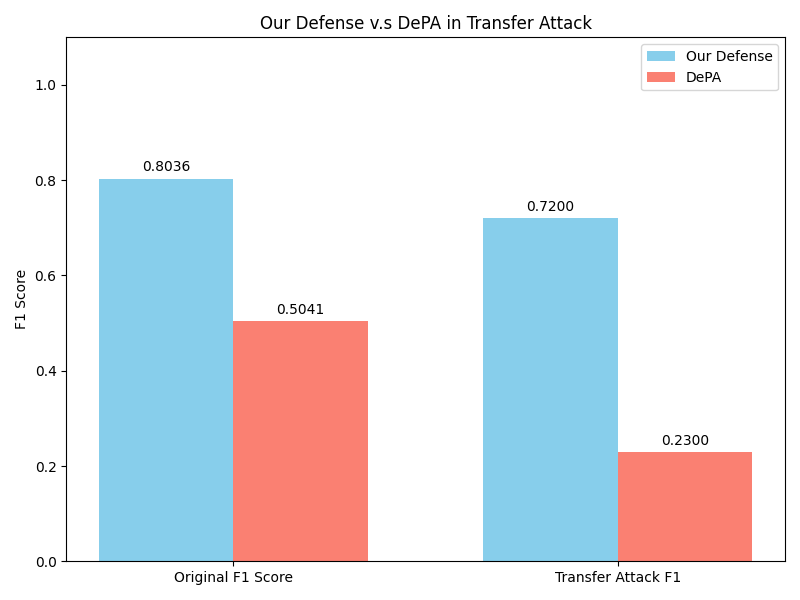 Our Defense v.s DePA in Transfer Attack
Our Defense
DePA
1.0
0.8
0.6
0.4
0.2
0.0
F1 Score
0.8036
0.5041
0.7200
0.2300
Original F1 Score
Transfer Attack F1